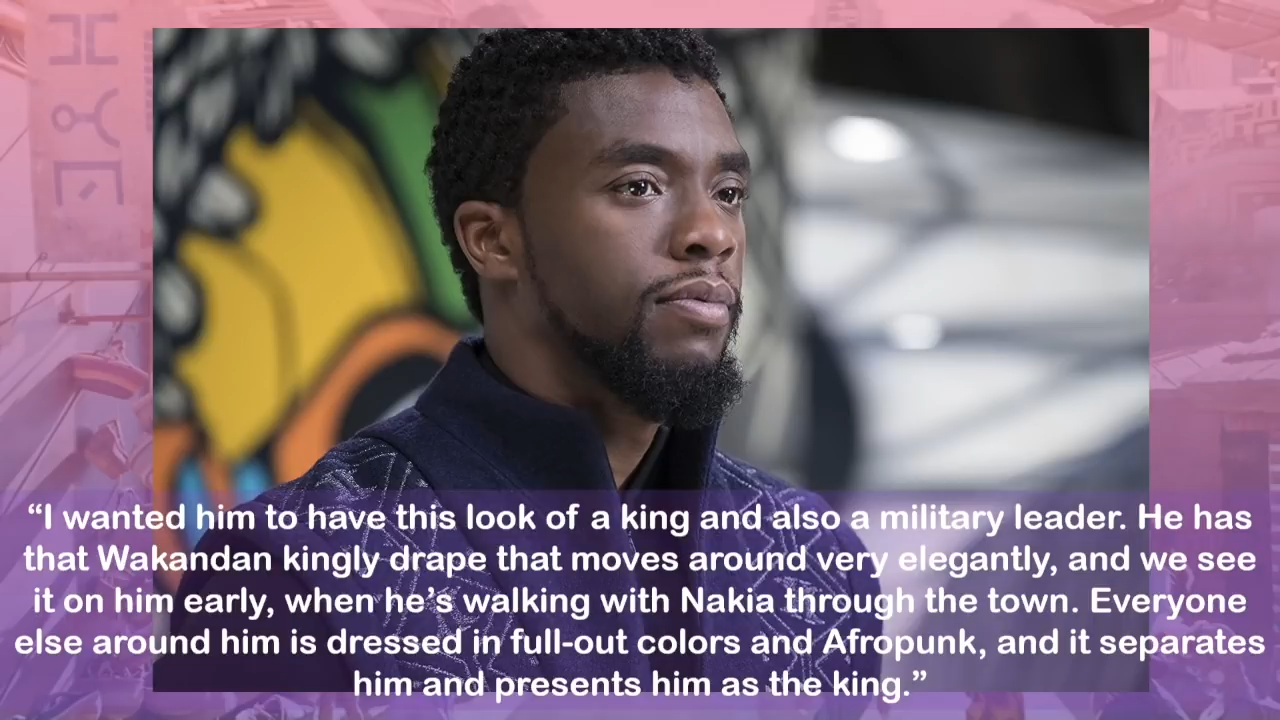 “I wanted him to have this look of a king and also a military leader. He has
that Wakandan kingly drape that moves around very elegantly, and we see
it on him early, when he’s walking with Nakia through the town. Everyone
else around him is dressed in full-out colors and Afropunk, and it separates
him and presents him as the king.”